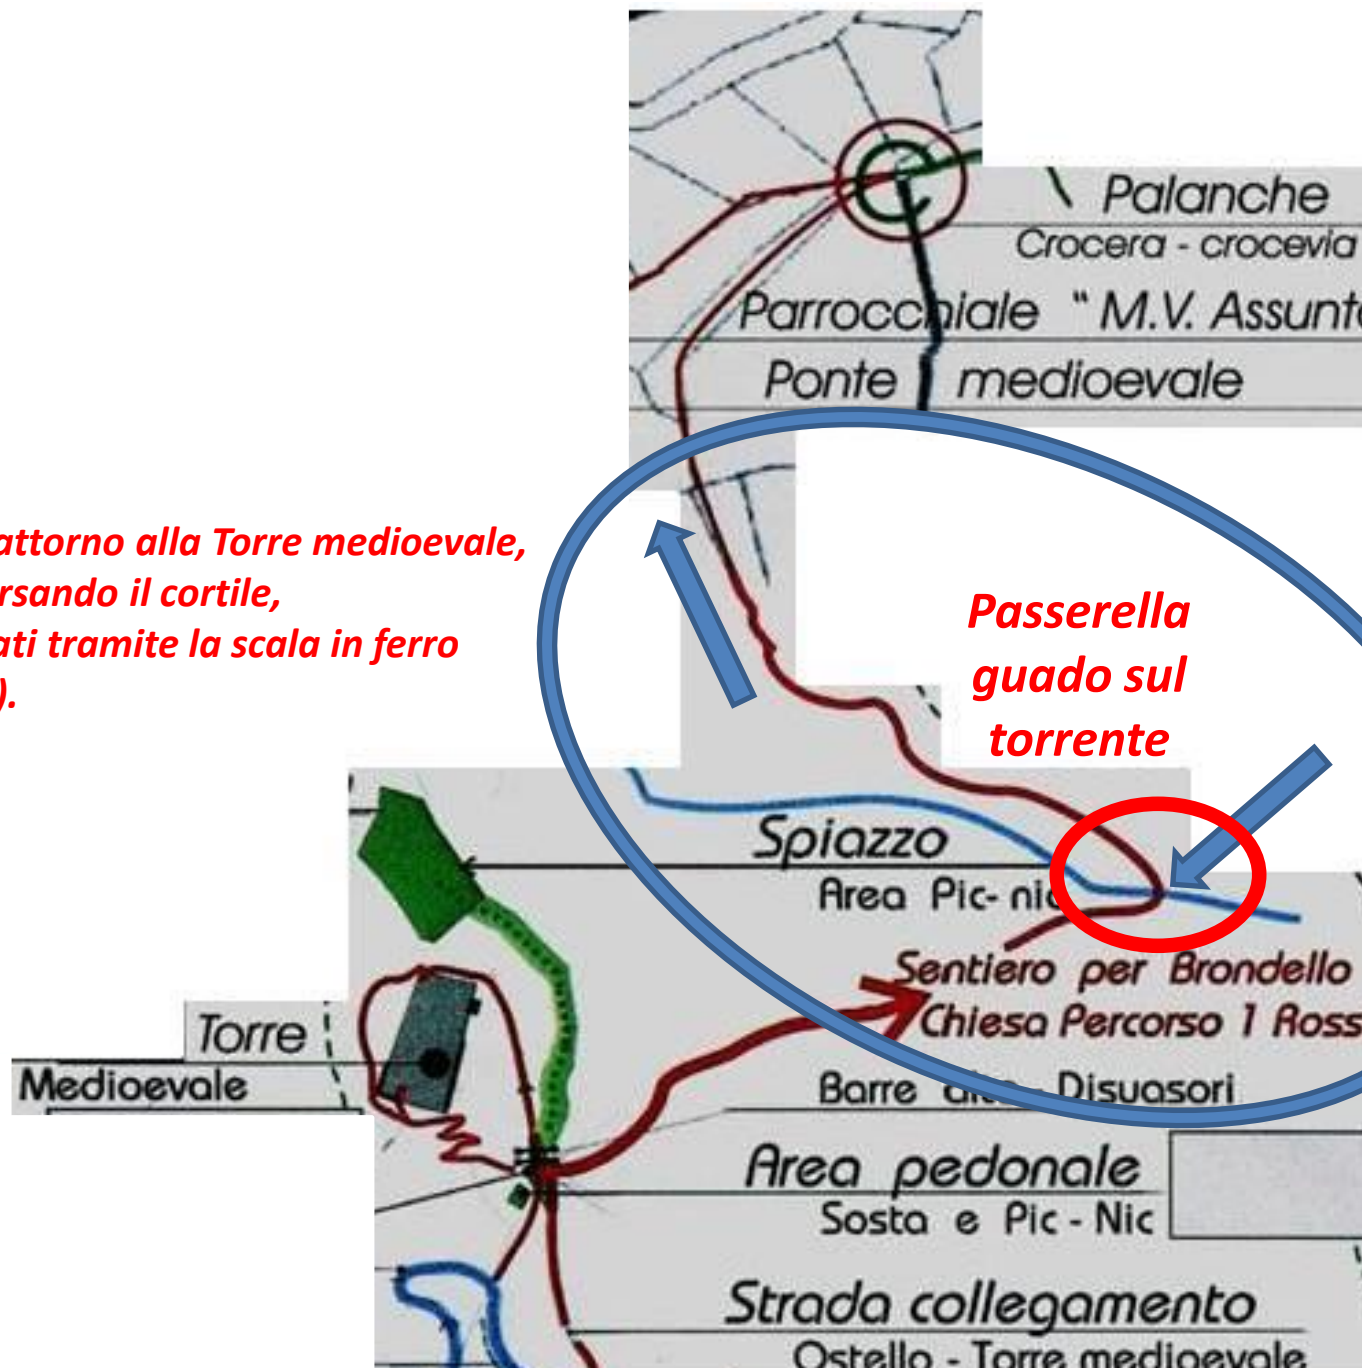 Palanche
Crocera - crocevia
Parrocchiale " M.V. Assunta
Ponte medioevale
attorno alla Torre medioevale,
rsando il cortile,
ati tramite la scala in ferro
).
Passerella
guado sul
torrente
Spiazzo
Area Pic-nic
Sentiero per Brondello
Chiesa Percorso 1 Ross
Torre
Medioevale
Barre Disuasori
Area pedonale
Sosta e Pic - Nic
Strada collegamento
Ostello - Torre medioevale